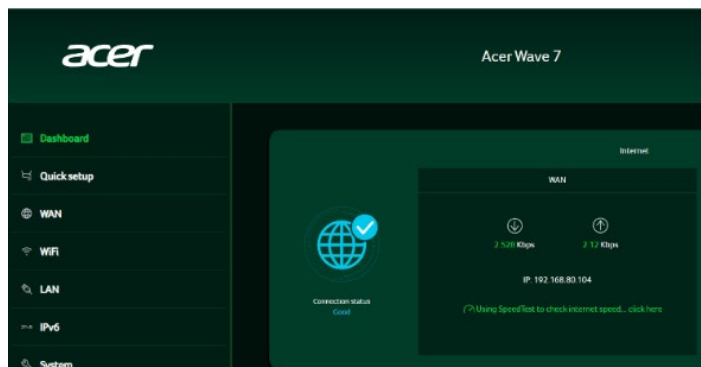 acer
Acer Wave 7
Dashboard
Quick setup
WAN
WiFi
LAN
IPv6
System
Internet
WAN
2.528 Kbps
2.12 Kbps
IP: 192.168.80.104
Using SpeedTest to check internet speed... click here
Connection status
Good